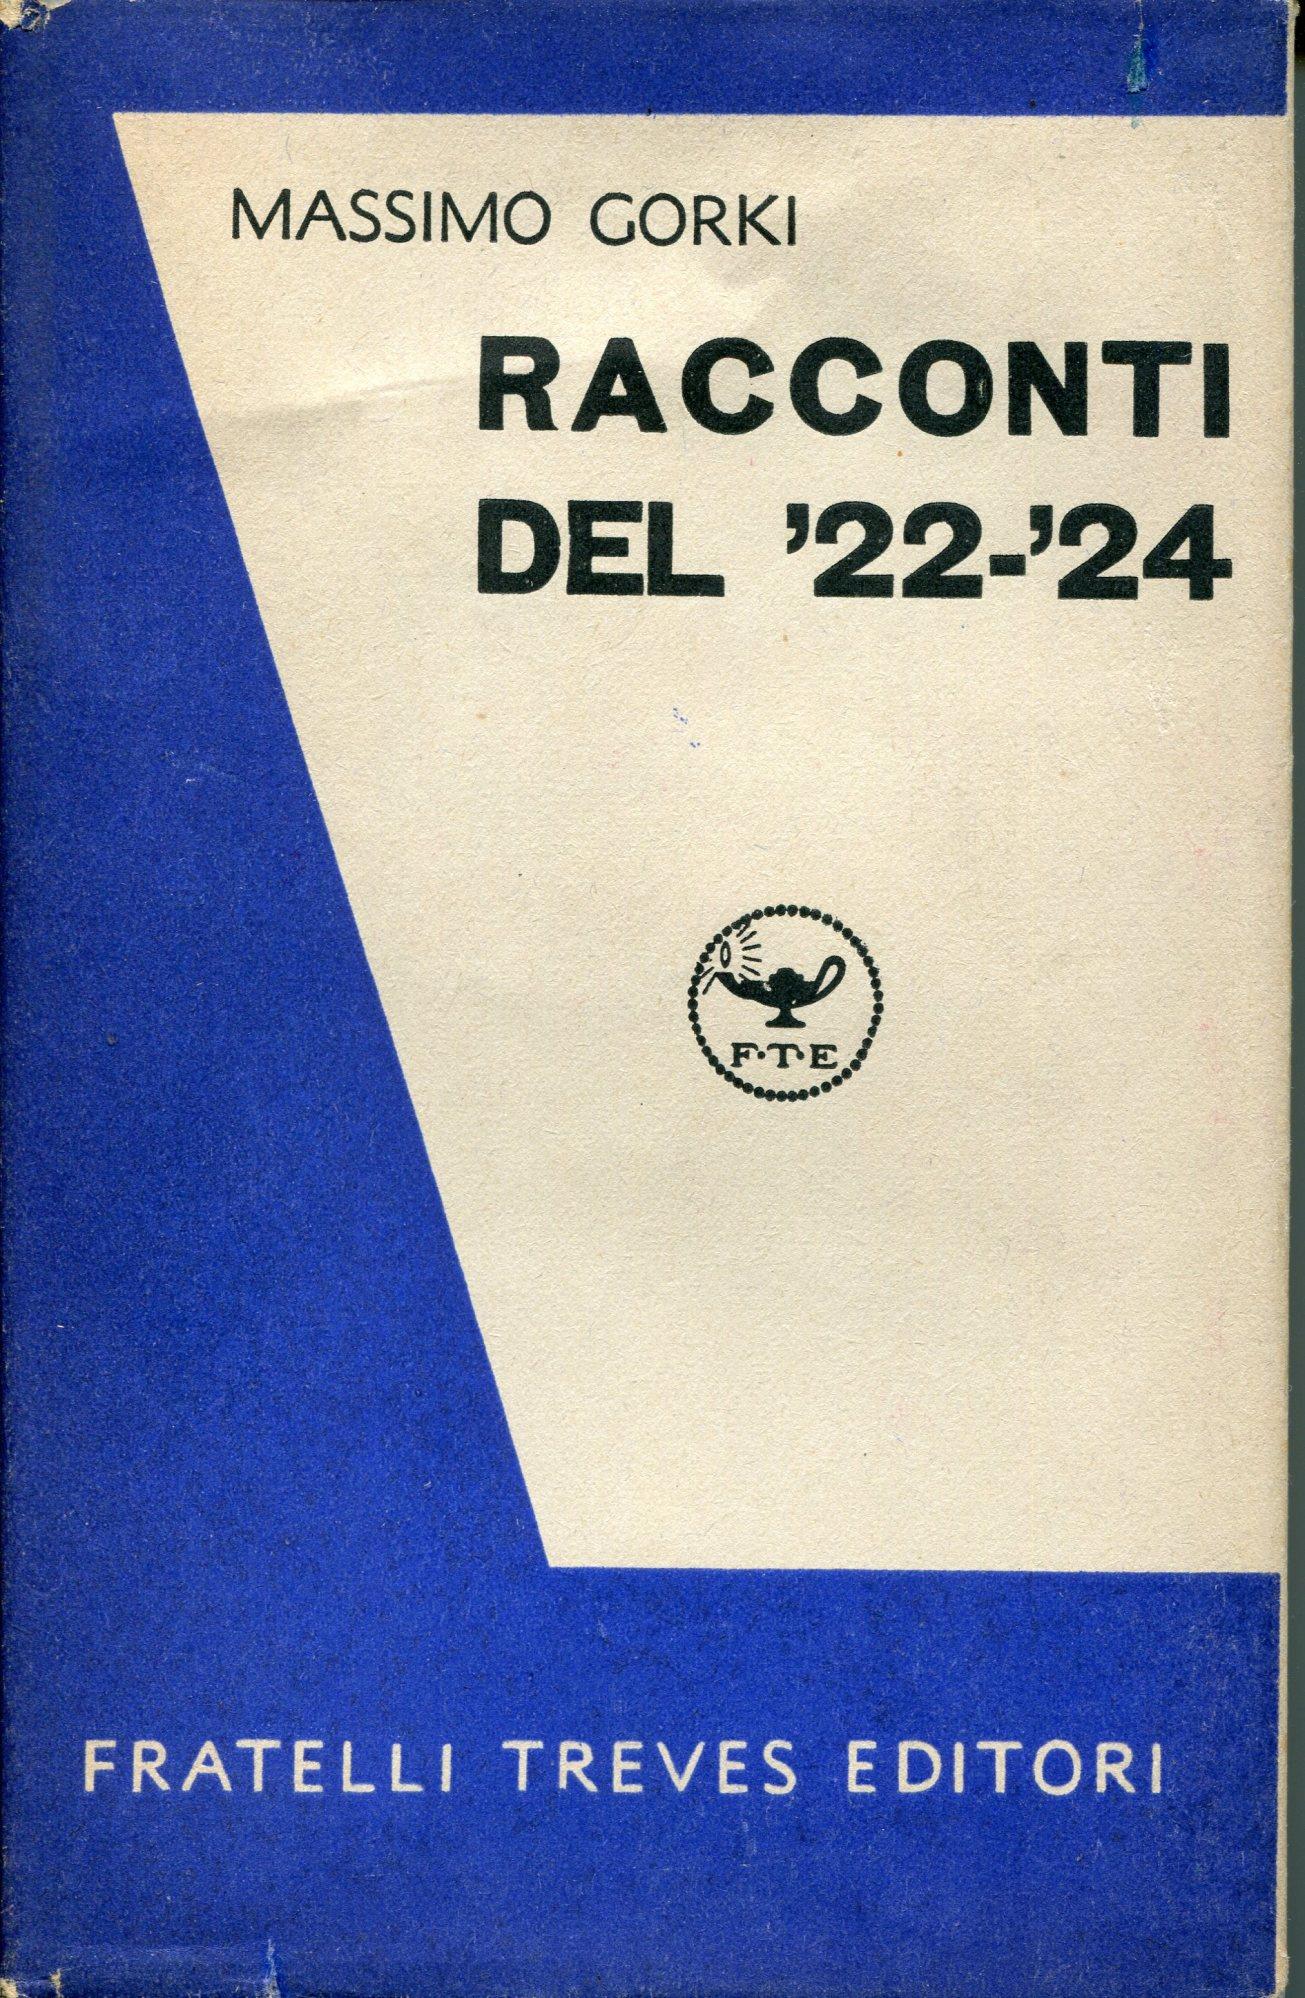 MASSIMO GORKI
RACCONTI
DEL '22-'24
F·T·E
FRATELLI TREVES EDITORI